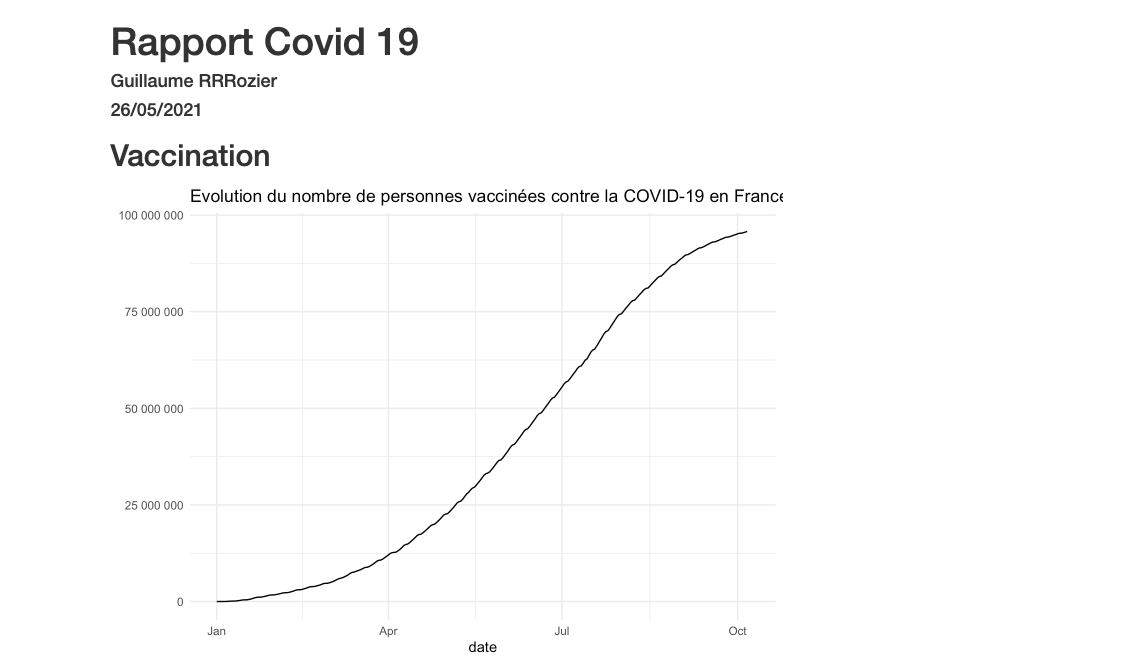 Rapport Covid 19
Guillaume RRRozier
26/05/2021
Vaccination
Evolution du nombre de personnes vaccinées contre la COVID-19 en France
100 000 000
75 000 000
50 000 000
25 000 000
0
Jan Apr Jul Oct
date